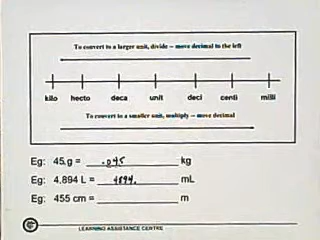 To convert to a larger unit, divide – move decimal to the left
kilo hecto deca unit deci centi milli
To convert to a smaller unit, multiply – move decimal
Eg: 45.g = .045 kg
Eg: 4.894 L = 4894. mL
Eg: 455 cm = m
LEARNING ASSISTANCE CENTRE